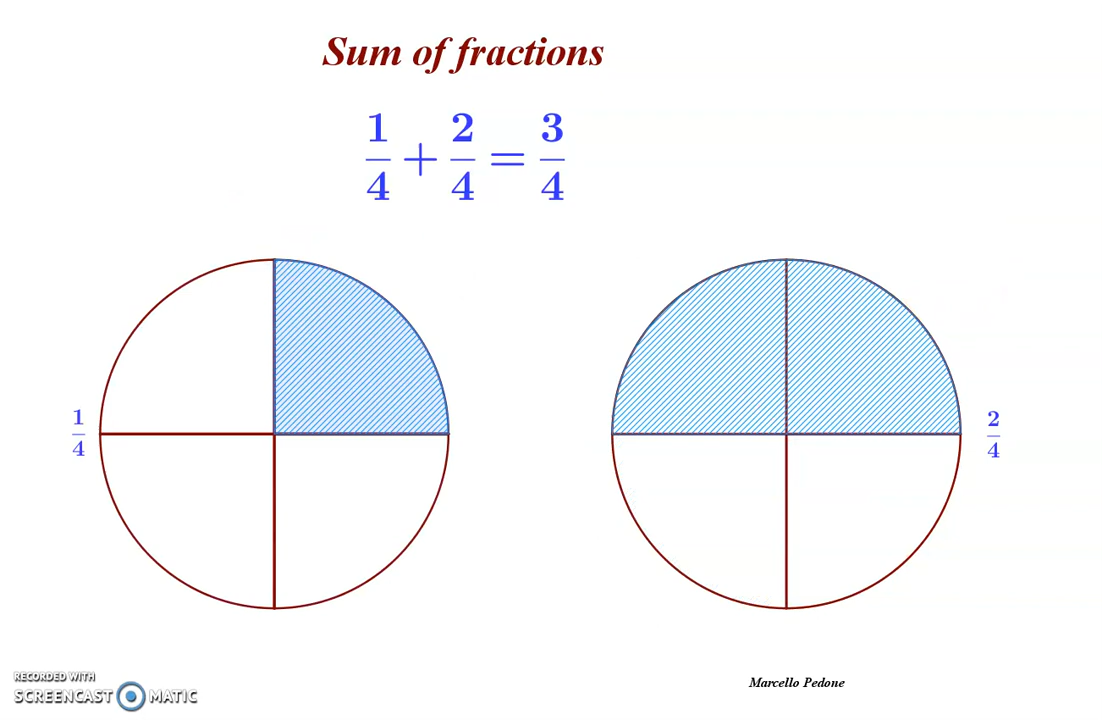 Sum of fractions
1/4 + 2/4 = 3/4
1/4
2/4
RECORDED WITH
SCREENCAST MATIC
Marcello Pedone